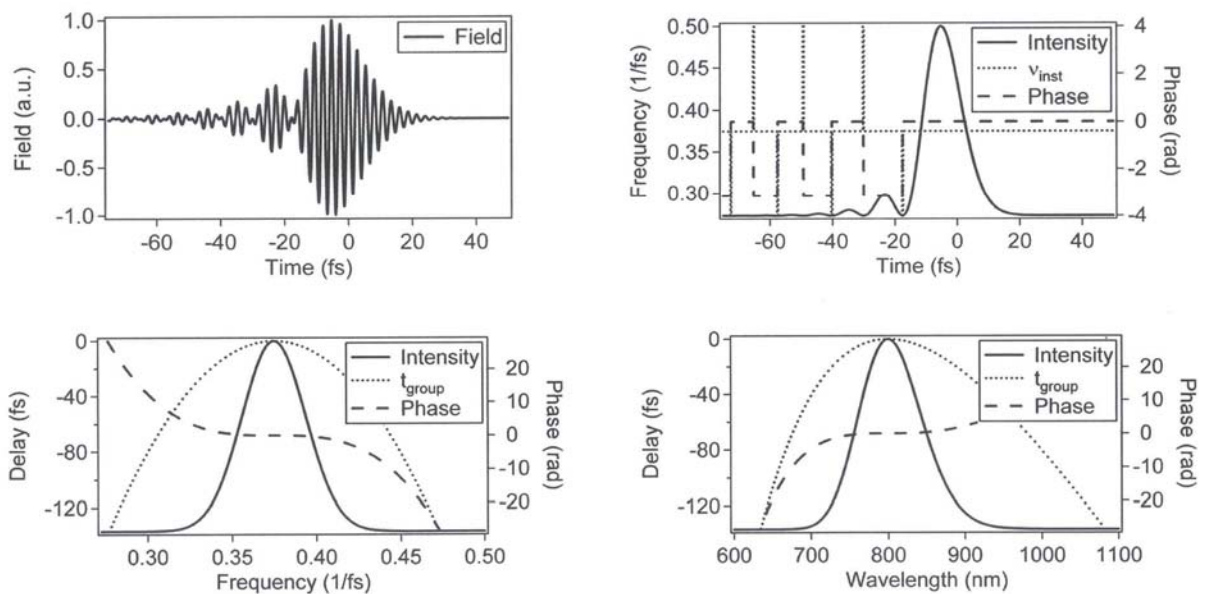 1.0
0.5
0.0
-0.5
-1.0
Field (a.u.)
Field
-60 -40 -20 0 20 40
Time (fs)
0.50
0.45
0.40
0.35
0.30
Frequency (1/fs)
Intensity
νinst
Phase
4
2
0
-2
-4
Phase (rad)
-60 -40 -20 0 20 40
Time (fs)
0
-40
-80
-120
Delay (fs)
Intensity
tgroup
Phase
20
10
0
-10
-20
Phase (rad)
0.30 0.35 0.40 0.45 0.50
Frequency (1/fs)
0
-40
-80
-120
Delay (fs)
Intensity
tgroup
Phase
20
10
0
-10
-20
Phase (rad)
600 700 800 900 1000 1100
Wavelength (nm)